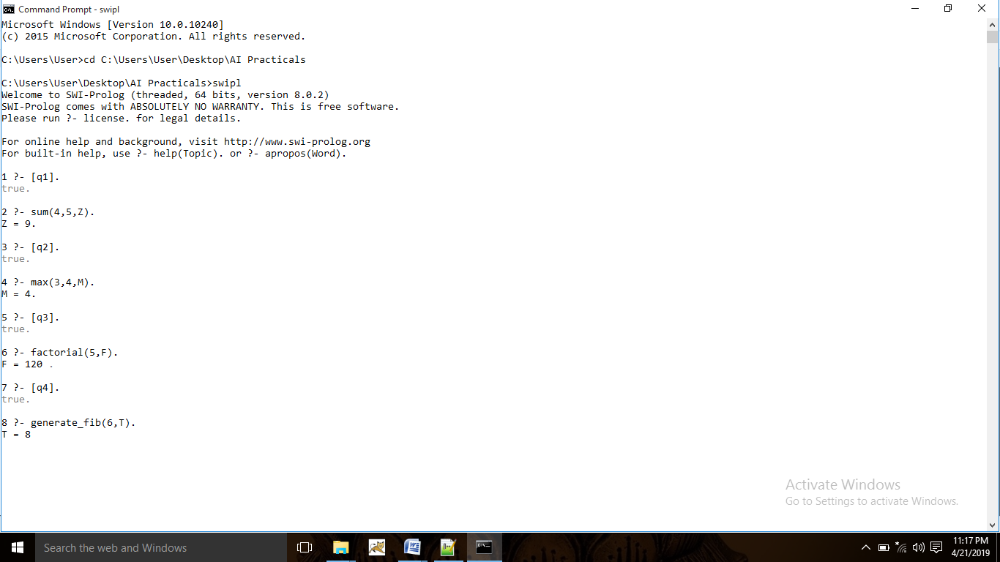 Command Prompt - swipl
Microsoft Windows [Version 10.0.10240]
(c) 2015 Microsoft Corporation. All rights reserved.
C:\Users\User>cd C:\Users\User\Desktop\AI Practicals
C:\Users\User\Desktop\AI Practicals>swipl
Welcome to SWI-Prolog (threaded, 64 bits, version 8.0.2)
SWI-Prolog comes with ABSOLUTELY NO WARRANTY. This is free software.
Please run ?- license. for legal details.
For online help and background, visit http://www.swi-prolog.org
For built-in help, use ?- help(Topic). or ?- apropos(Word).
1 ?- [q1].
true.
2 ?- sum(4,5,Z).
Z = 9.
3 ?- [q2].
true.
4 ?- max(3,4,M).
M = 4.
5 ?- [q3].
true.
6 ?- factorial(5,F).
F = 120 .
7 ?- [q4].
true.
8 ?- generate_fib(6,T).
T = 8
Activate Windows
Go to Settings to activate Windows.
Search the web and Windows
11:17 PM
4/21/2019